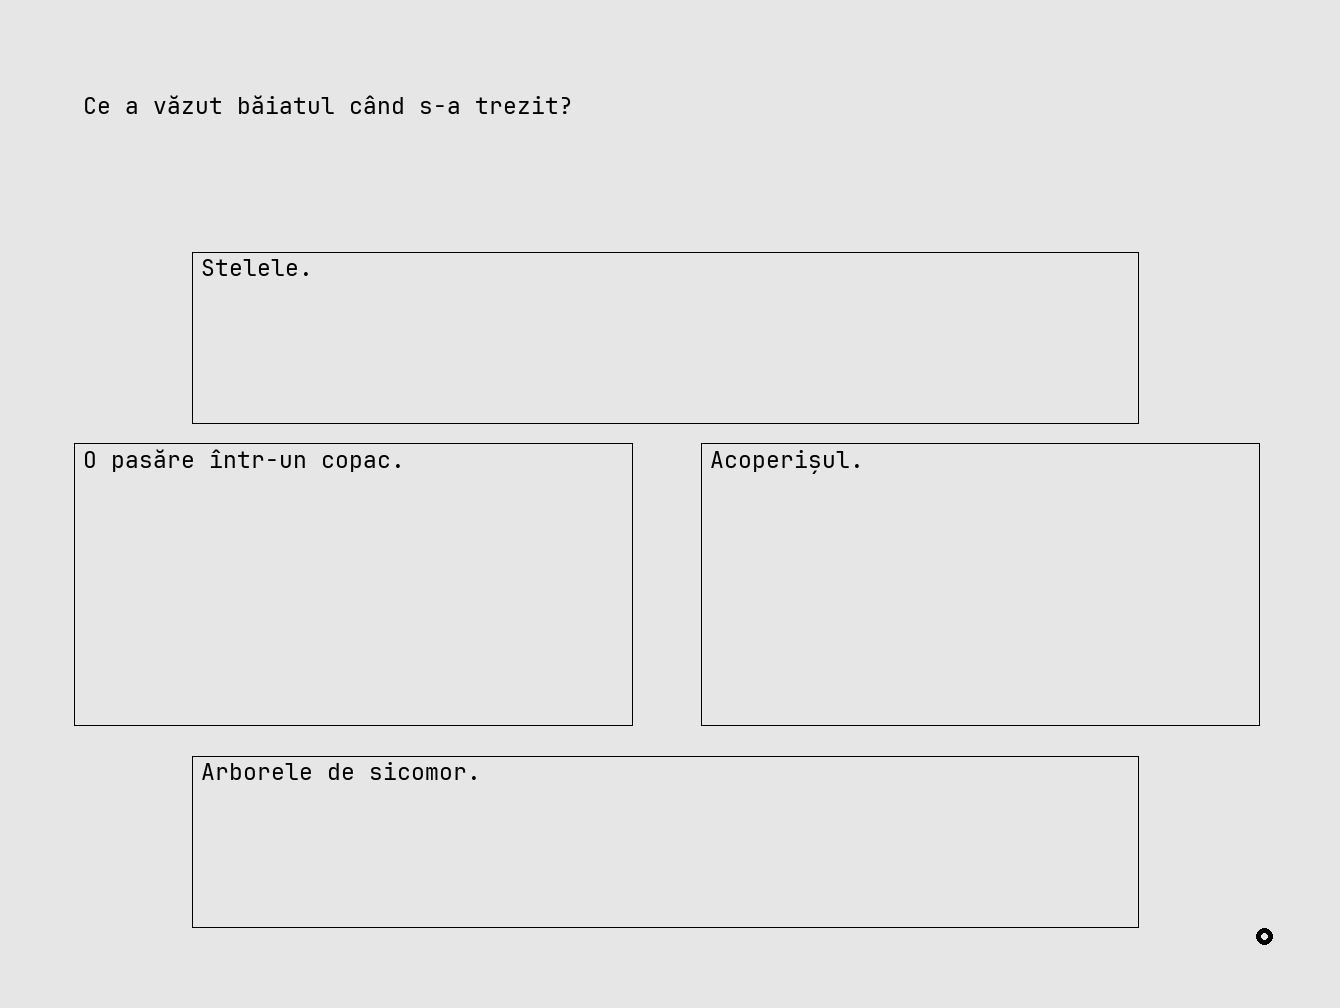 Ce a văzut băiatul când s-a trezit?
Stelele.
O pasăre într-un copac.
Acoperișul.
Arborele de sicomor.